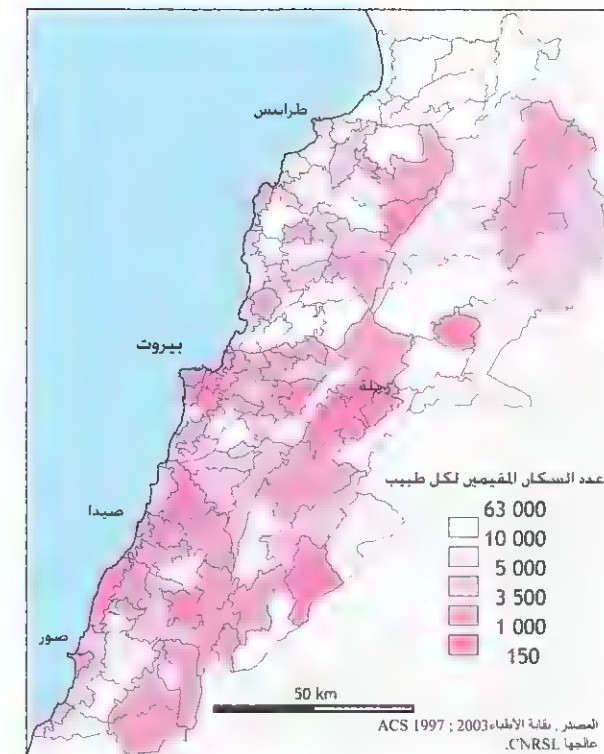 طرابلس
بيروت
زحلة
صيدا
صور
عدد السكان المقيمين لكل طبيب
63 000
10 000
5 000
3 500
1 000
150
50 km
المصدر . نقابة الأطباء 2003 ; ACS 1997
عالجها CNRSL.